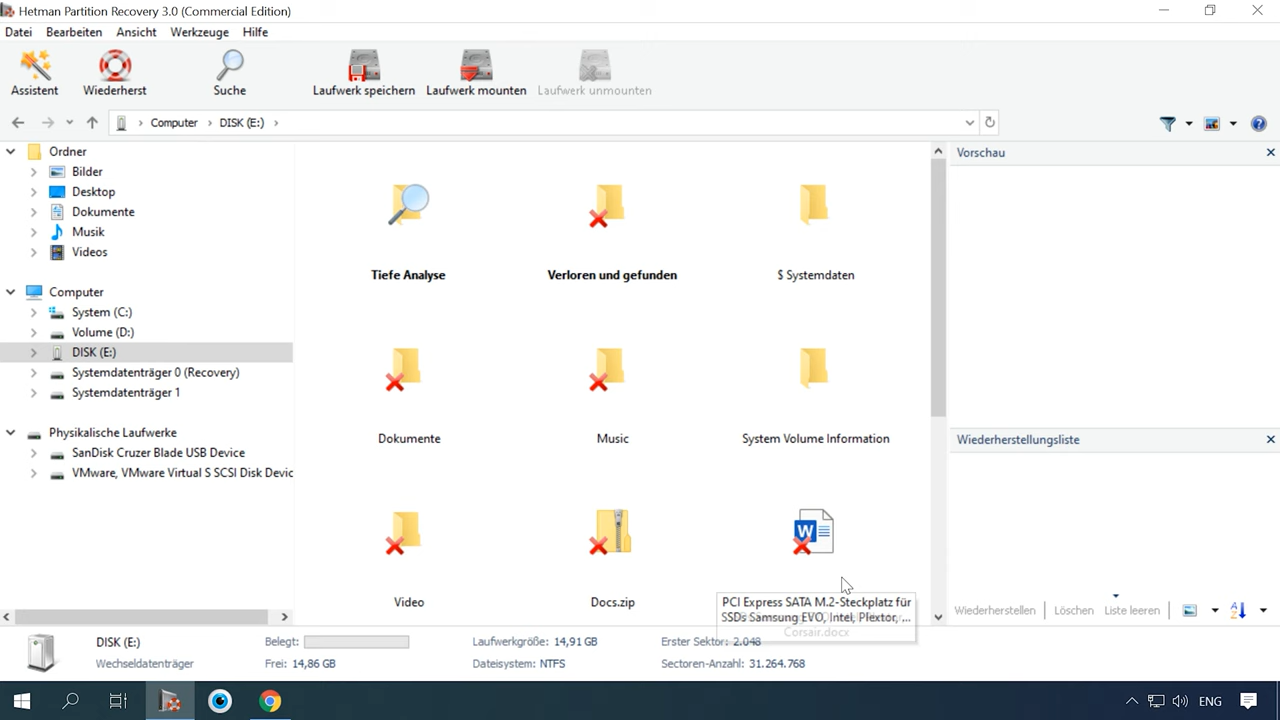 Hetman Partition Recovery 3.0 (Commercial Edition)
Datei Bearbeiten Ansicht Werkzeuge Hilfe
Assistent Wiederherst Suche Laufwerk speichern Laufwerk mounten Laufwerk unmounten
Computer DISK (E:)
Ordner
Bilder
Desktop
Dokumente
Musik
Videos
Computer
System (C:)
Volume (D:)
DISK (E:)
Systemdatenträger 0 (Recovery)
Systemdatenträger 1
Physikalische Laufwerke
SanDisk Cruzer Blade USB Device
VMware, VMware Virtual S SCSI Disk Devic
Tiefe Analyse Verloren und gefunden $ Systemdaten
Dokumente Music System Volume Information
Video Docs.zip
PCI Express SATA M.2-Steckplatz für
SSDs Samsung EVO, Intel, Plextor, ...
Corsair.docx
Vorschau
Wiederherstellungsliste
Wiederherstellen Löschen Liste leeren
DISK (E:) Belegt: Laufwerkgröße: 14,91 GB Erster Sektor: 2.048
Wechseldatenträger Frei: 14,86 GB Dateisystem: NTFS Sectoren-Anzahl: 31.264.768
ENG